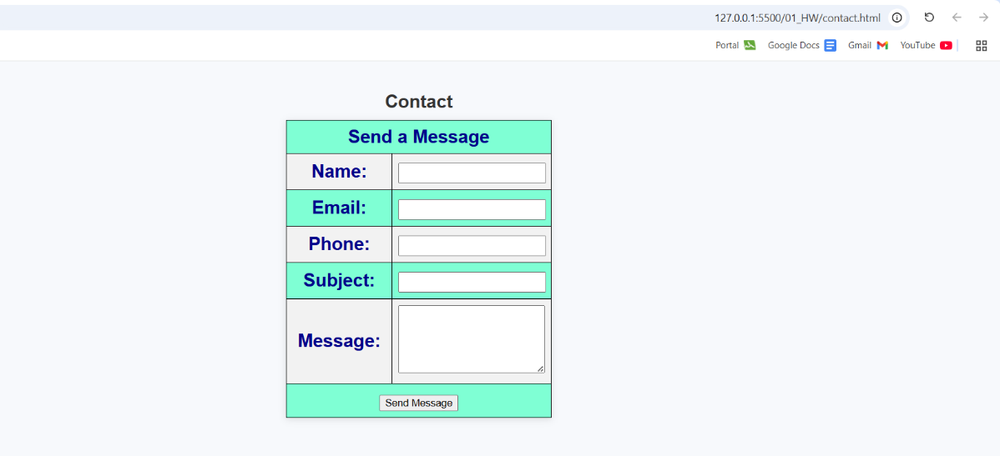 127.0.0.1:5500/01_HW/contact.html
Portal Google Docs Gmail YouTube
Contact
Send a Message
Name:
Email:
Phone:
Subject:
Message:
Send Message